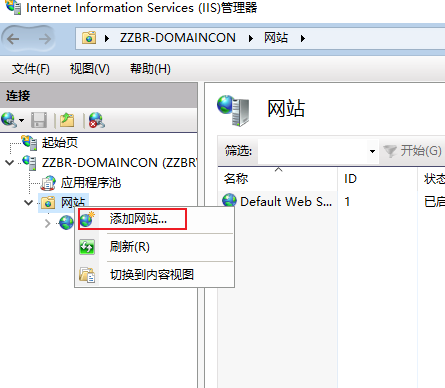 Internet Information Services (IIS)管理器
ZZBR-DOMAINCON 网站
文件(F) 视图(V) 帮助(H)
连接
起始页
ZZBR-DOMAINCON (ZZBR
应用程序池
网站
添加网站...
刷新(R)
切换到内容视图
网站
筛选: 开始(G)
名称 ID 状态
Default Web S... 1 已启